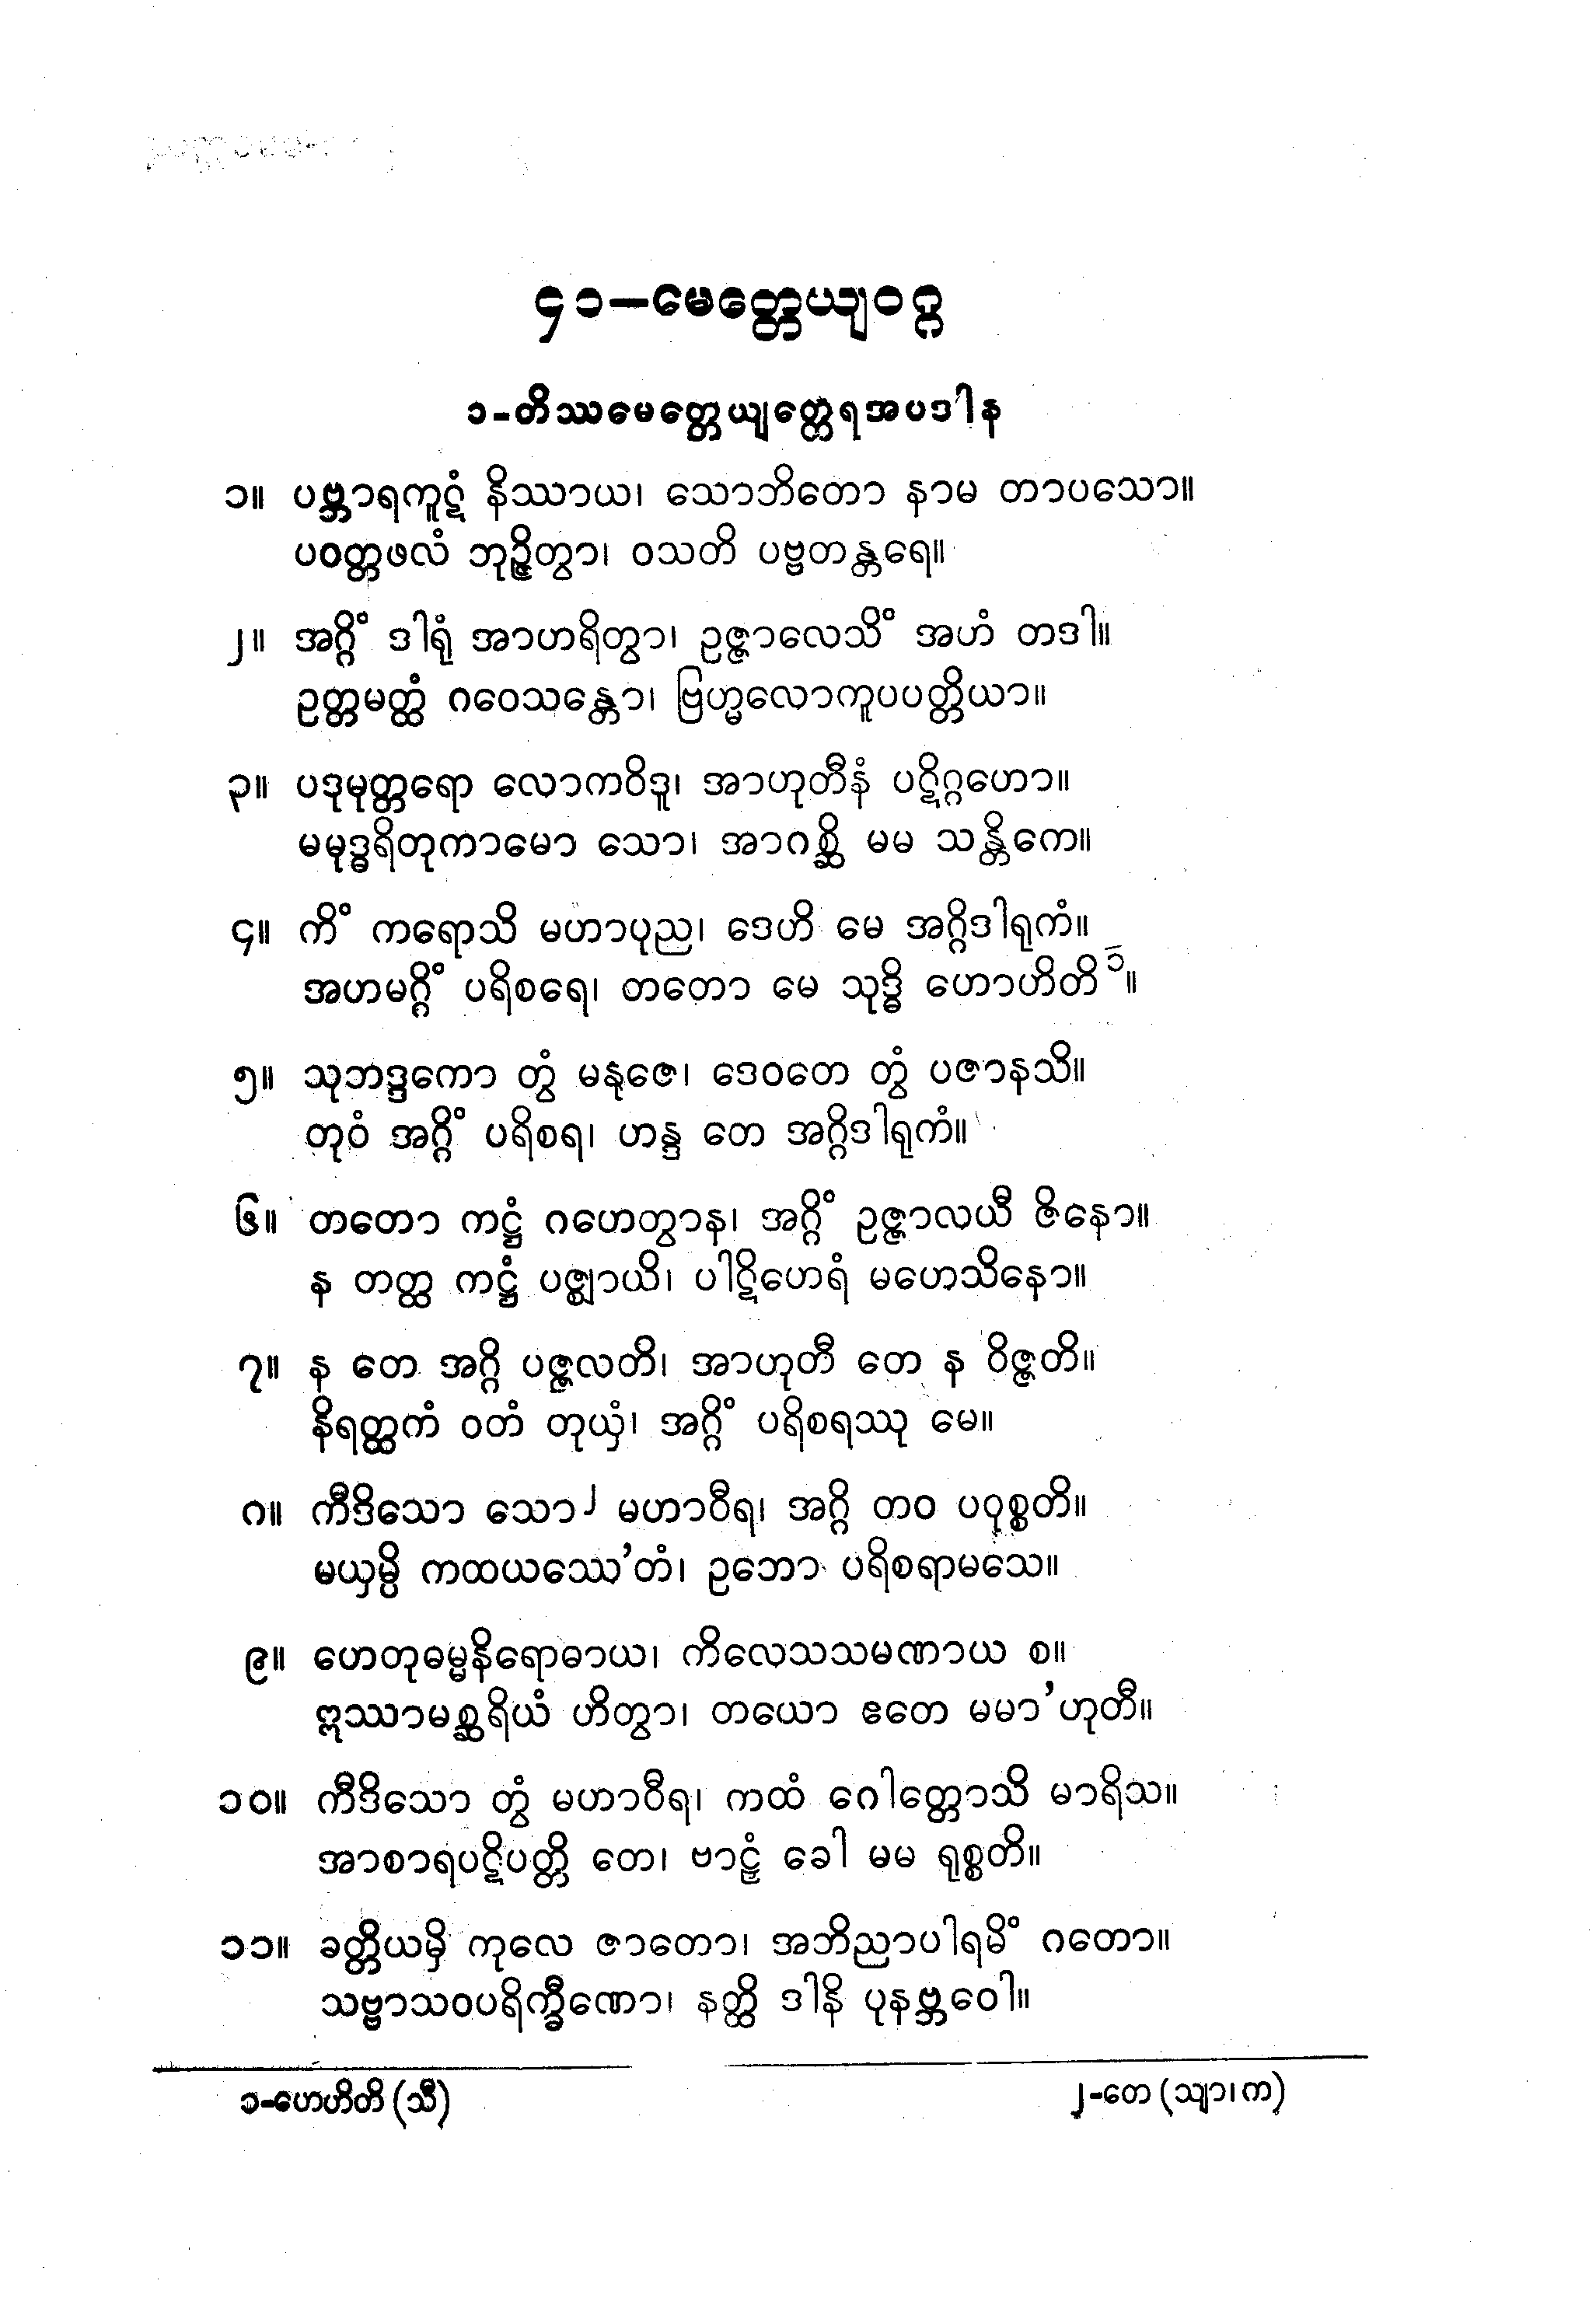 ၄၁—မေတ္တေယျဝဂ္ဂ
၁-တိဿမေတ္တေယျတ္ထေရအပဒါန
၁။ ပဗ္ဘာရကူဋံ နိဿာယ၊ သောဘိတော နာမ တာပသော။
ပဝတ္တဖလံ ဘုဉ္ဇိတွာ၊ ဝသတိ ပဗ္ဗတန္တရေ။
၂။ အဂ္ဂိံ ဒါရုံ အာဟရိတွာ၊ ဥဇ္ဇာလေသိံ အဟံ တဒါ။
ဥတ္တမတ္ထံ ဂဝေသန္တော၊ ဗြဟ္မလောကူပပတ္တိယာ။
၃။ ပဒုမုတ္တရော လောကဝိဒူ၊ အာဟုတီနံ ပဋိဂ္ဂဟော။
မမုဒ္ဓရိတုကာမော သော၊ အာဂစ္ဆိ မမ သန္တိကေ။
၄။ ကိံ ကရောသိ မဟာပုည၊ ဒေဟိ မေ အဂ္ဂိဒါရုကံ။
အဟမဂ္ဂိံ ပရိစရေ၊ တတော မေ သုဒ္ဓိ ဟောဟိတိ ၁။
၅။ သုဘဒ္ဒကော တွံ မနုဇေ၊ ဒေဝတေ တွံ ပဇာနသိ။
တုဝံ အဂ္ဂိံ ပရိစရ၊ ဟန္ဒ တေ အဂ္ဂိဒါရုကံ။
၆။ တတော ကဋ္ဌံ ဂဟေတွာန၊ အဂ္ဂိံ ဥဇ္ဇာလယီ ဇိနော။
န တတ္ထ ကဋ္ဌံ ပဇ္ဈာယိ၊ ပါဋိဟေရံ မဟေသိနော။
၇။ န တေ အဂ္ဂိ ပဇ္ဇလတိ၊ အာဟုတီ တေ န ဝိဇ္ဇတိ။
နိရတ္ထကံ ဝတံ တုယှံ၊ အဂ္ဂိံ ပရိစရဿု မေ။
၈။ ကီဒိသော သော၂ မဟာဝီရ၊ အဂ္ဂိ တဝ ပဝုစ္စတိ။
မယှမ္ပိ ကထယဿေ’တံ၊ ဥဘော ပရိစရာမသေ။
၉။ ဟေတုဓမ္မနိရောဓာယ၊ ကိလေသသမဏာယ စ။
ဣဿာမစ္ဆရိယံ ဟိတွာ၊ တယော ဧတေ မမာ’ဟုတီ။
၁၀။ ကီဒိသော တွံ မဟာဝီရ၊ ကထံ ဂေါတ္တောသိ မာရိသ။
အာစာရပဋိပတ္တိ တေ၊ ဗာဠှံ ခေါ မမ ရုစ္စတိ။
၁၁။ ခတ္တိယမှိ ကုလေ ဇာတော၊ အဘိညာပါရမိံ ဂတော။
သဗ္ဗာသဝပရိက္ခီဏော၊ နတ္ထိ ဒါနိ ပုနဗ္ဘဝေါ။
၁-ဟေဟိတိ (သီ)
၂-တေ (သျာ၊က)